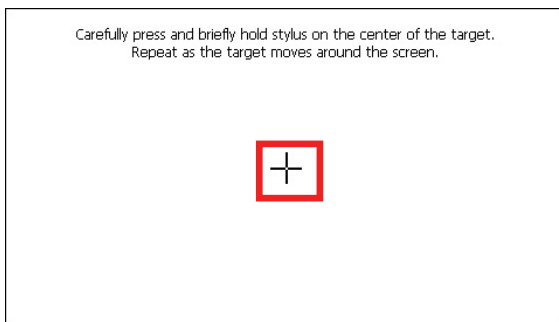 Carefully press and briefly hold stylus on the center of the target.
Repeat as the target moves around the screen.